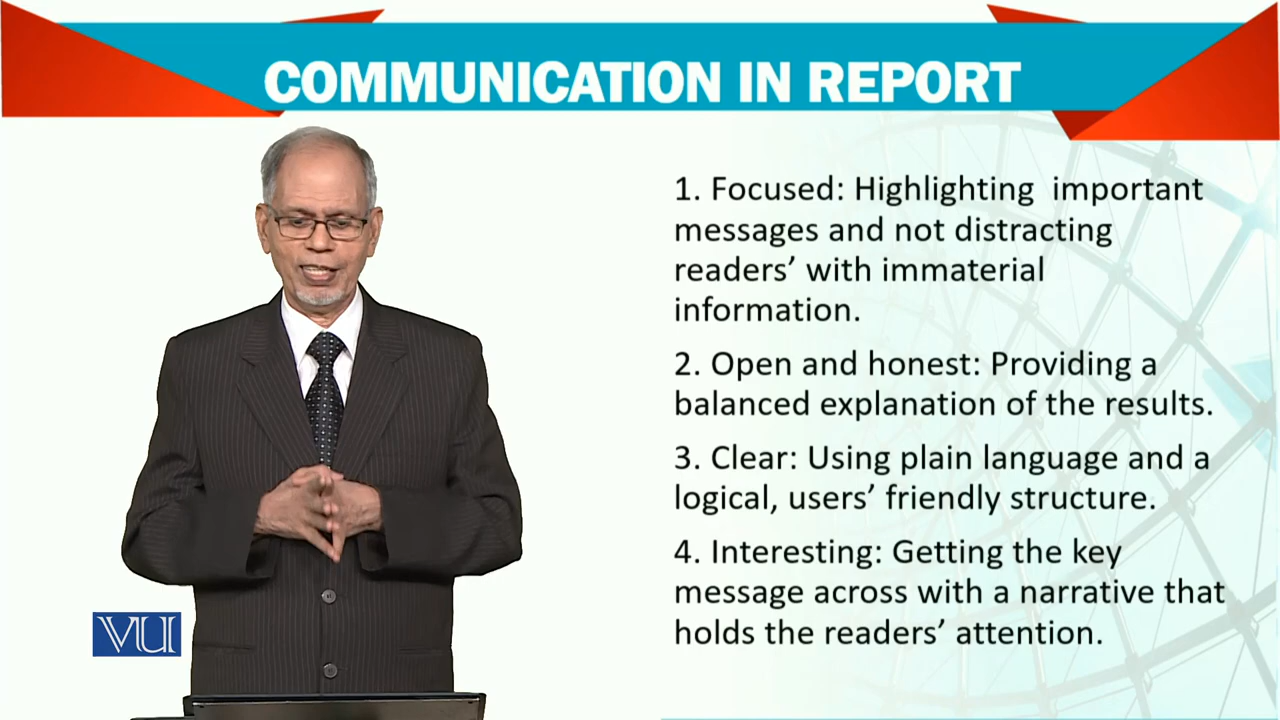 COMMUNICATION IN REPORT
1. Focused: Highlighting important
messages and not distracting
readers’ with immaterial
information.
2. Open and honest: Providing a
balanced explanation of the results.
3. Clear: Using plain language and a
logical, users’ friendly structure.
4. Interesting: Getting the key
message across with a narrative that
holds the readers’ attention.
VU